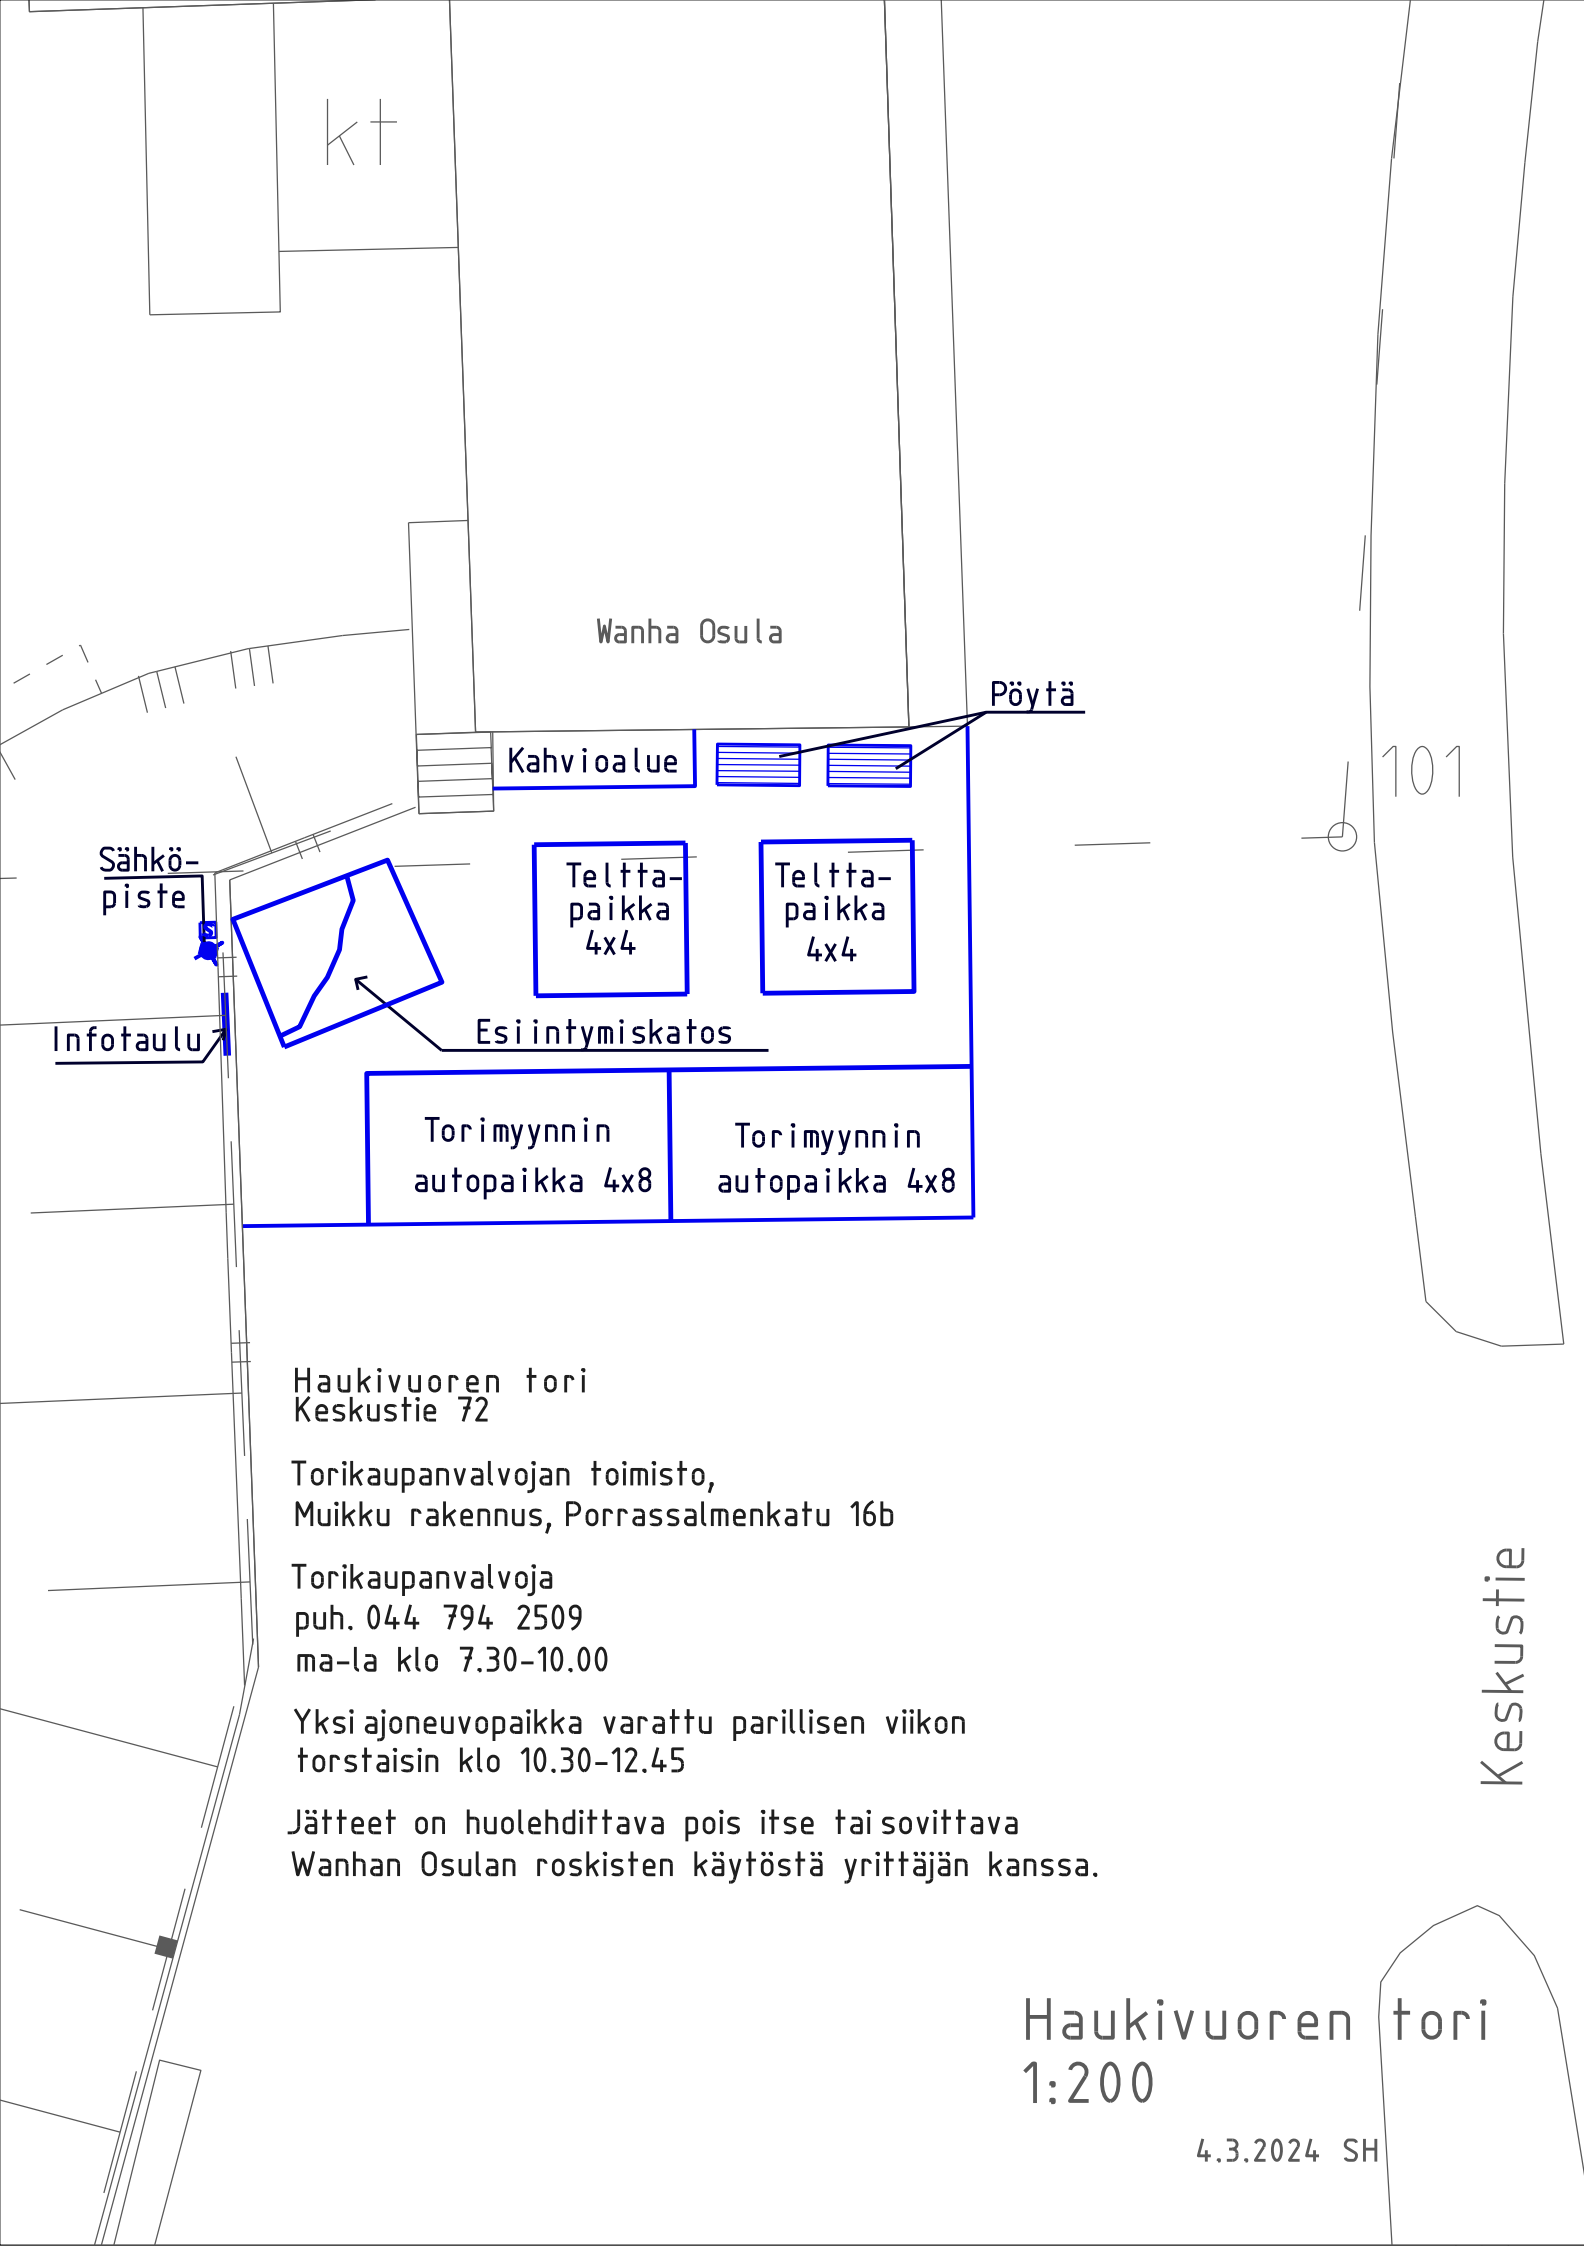 kt
Wanha Osula
Pöytä
Kahvioalue
101
Sähkö-
piste
S
Teltta-
paikka
4x4
Teltta-
paikka
4x4
Infotaulu
Esiintymiskatos
Torimyynnin
autopaikka 4x8
Torimyynnin
autopaikka 4x8
Haukivuoren tori
Keskustie 72
Torikaupanvalvojan toimisto,
Muikku rakennus, Porrassalmenkatu 16b
Torikaupanvalvoja
puh. 044 794 2509
ma-la klo 7.30-10.00
Yksi ajoneuvopaikka varattu parillisen viikon
torstaisin klo 10.30-12.45
Jätteet on huolehdittava pois itse tai sovittava
Wanhan Osulan roskisten käytöstä yrittäjän kanssa.
Keskustie
Haukivuoren tori
1:200
4.3.2024 SH